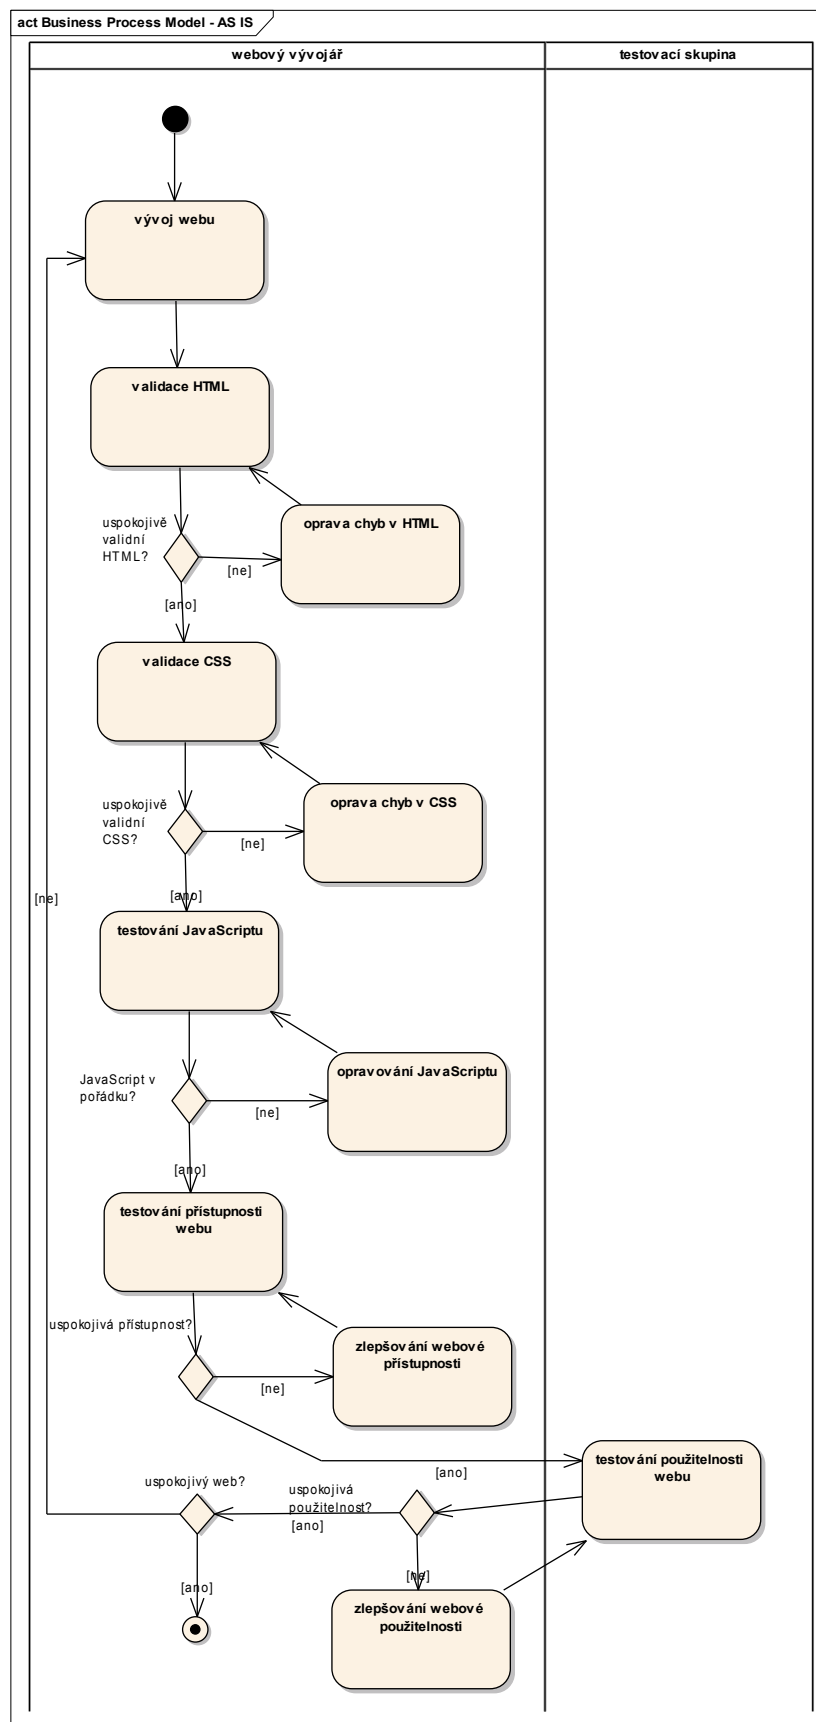 act Business Process Model - AS IS
webový vývojář
testovací skupina
vývoj webu
validace HTML
uspokojivě
validní
HTML?
oprava chyb v HTML
[ne]
[ano]
validace CSS
uspokojivě
validní
CSS?
oprava chyb v CSS
[ne]
[ano]
[ne]
testování JavaScriptu
JavaScript v
pořádku?
opravování JavaScriptu
[ne]
[ano]
testování přístupnosti
webu
uspokojivá přístupnost?
zlepšování webové
přístupnosti
[ne]
[ano]
testování použitelnosti
webu
uspokojivý web?
uspokojivá
použitelnost?
[ano]
[ne]
[ano]
zlepšování webové
použitelnosti